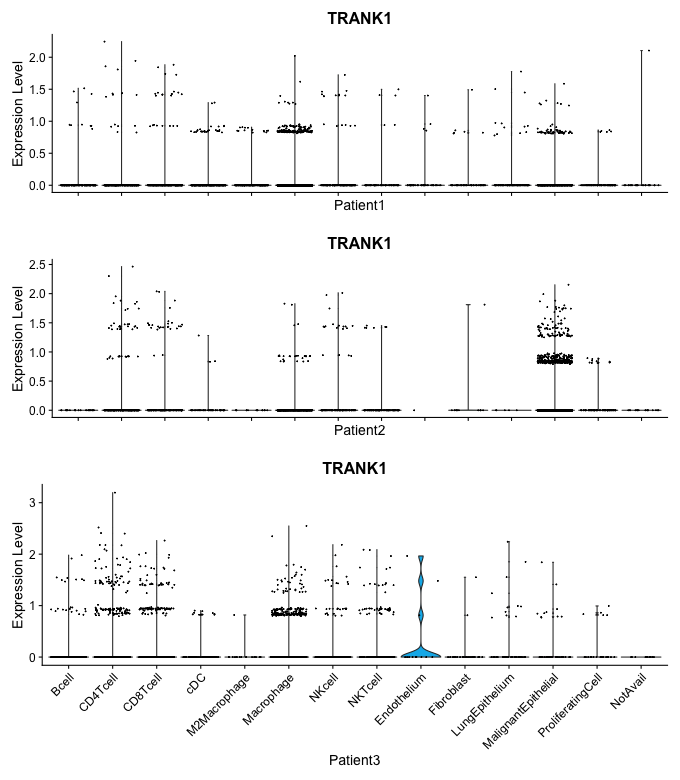 TRANK1
Expression Level
2.0
1.5
1.0
0.5
0.0
Patient1
TRANK1
Expression Level
2.5
2.0
1.5
1.0
0.5
0.0
Patient2
TRANK1
Expression Level
3
2
1
0
Bcell
CD4Tcell
CD8Tcell
cDC
M2Macrophage
Macrophage
NKcell
NKTcell
Endothelium
Fibroblast
LungEpithelium
MalignantEpithelial
ProliferatingCell
NotAvail
Patient3